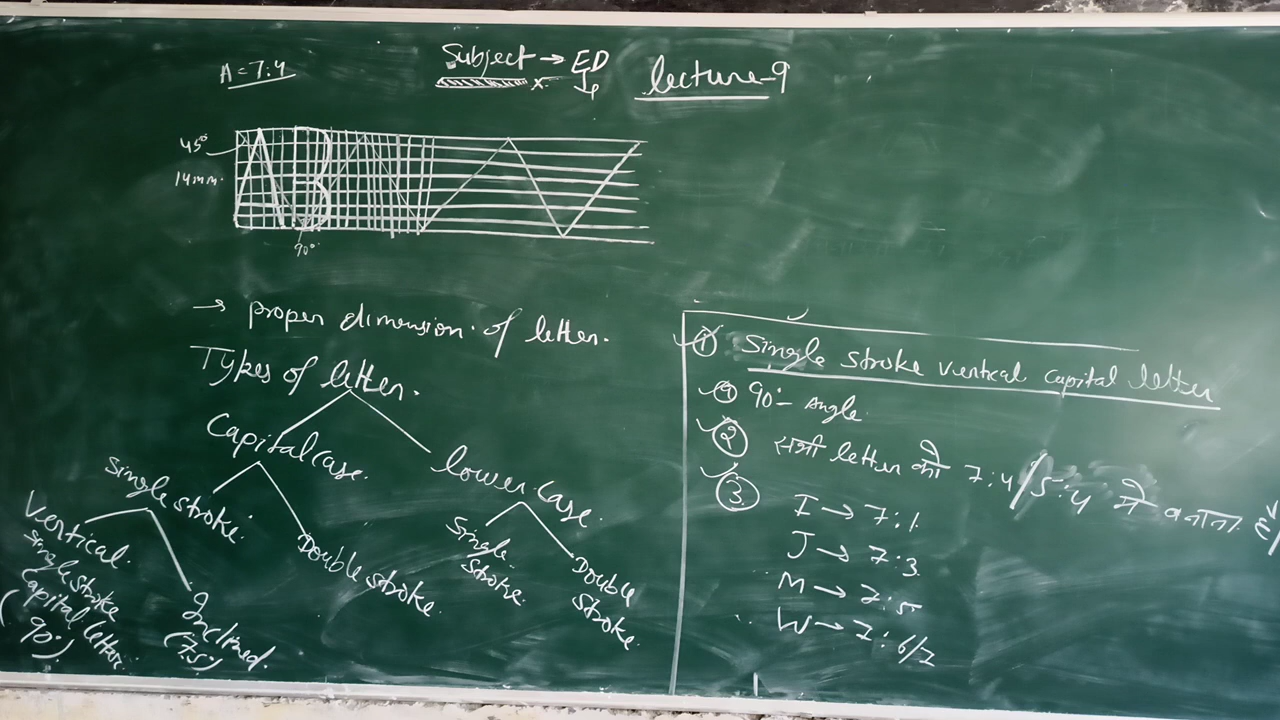 A = 7:4
Subject → ED
Lecture-9
45°
14mm.
90°
→ proper dimension of letter.
Types of letter.
Capital case.
lower case.
Single stroke.
Double stroke.
Single stroke.
Double stroke.
Vertical.
Single stroke
Capital letter.
(90°)
Inclined.
(75)
① Single stroke vertical capital letter
90°- Angle.
② सभी letter को 7:4/5:4 में बनाना है
③
I → 7:1
J → 7:3
M → 7:5
W → 7:6/7